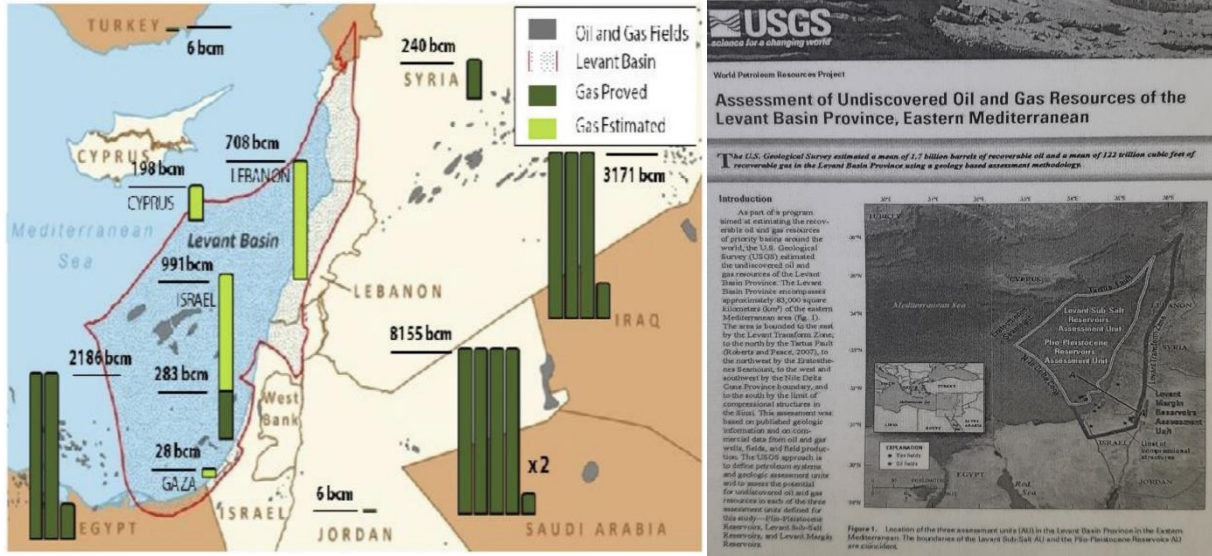 TURKEY
6 bcm
240 bcm
SYRIA
Oil and Gas Fields
Levant Basin
Gas Proved
Gas Estimated
CYPRUS
198 bcm
CYPRUS
708 bcm
LEBANON
3171 bcm
Mediterranean
Sea
Levant Basin
991 bcm
ISRAEL
LEBANON
IRAQ
2186 bcm
8155 bcm
283 bcm
West
Bank
28 bcm
GAZA
x2
EGYPT
ISRAEL
6 bcm
JORDAN
SAUDI ARABIA
USGS
science for a changing world
World Petroleum Resources Project
Assessment of Undiscovered Oil and Gas Resources of the
Levant Basin Province, Eastern Mediterranean
The U.S. Geological Survey estimated a mean of 1.7 billion barrels of recoverable oil and a mean of 122 trillion cubic feet of
recoverable gas in the Levant Basin Province using a geology based assessment methodology.
Introduction
As part of a program
aimed at estimating the recov-
erable oil and gas resources
of priority basins around the
world, the U.S. Geological
Survey (USGS) estimated
the undiscovered oil and
gas resources of the Levant
Basin Province. The Levant
Basin Province encompasses
approximately 83,000 square
kilometers (km²) of the eastern
Mediterranean area (fig. 1).
The area is bounded to the east
by the Levant Transform Zone,
to the north by the Tartus Fault
(Roberts and Peace, 2007), to
the northwest by the Eratosthe-
nes Seamount, to the west and
southwest by the Nile Delta
Cone Province boundary, and
to the south by the limit of
compressional structures in
the Sinai. This assessment was
based on published geologic
information and on com-
mercial data from oil and gas
wells, fields, and field produc-
tion. The USGS approach is
to define petroleum systems
and geologic assessment units
and to assess the potential
for undiscovered oil and gas
resources in each of the three
assessment units defined for
this study—Plio-Pleistocene
Reservoirs, Levant Sub-Salt
Reservoirs, and Levant Margin
Reservoirs.
TURKEY
CYPRUS
Tartus Fault
Mediterranean Sea
Levant Sub-Salt
Reservoirs
Assessment Unit
Plio-Pleistocene
Reservoirs
Assessment Unit
SYRIA
Levant Transform Zone
Levant
Margin
Reservoirs
Assessment
Unit
ISRAEL
Limit of
compressional
structures
EXPLANATION
EGYPT
Red
Sea
JORDAN
Figure 1. Location of the three assessment units (AU) in the Levant Basin Province in the Eastern
Mediterranean. The boundaries of the Levant Sub-Salt AU and the Plio-Pleistocene Reservoirs AU
are coincident.